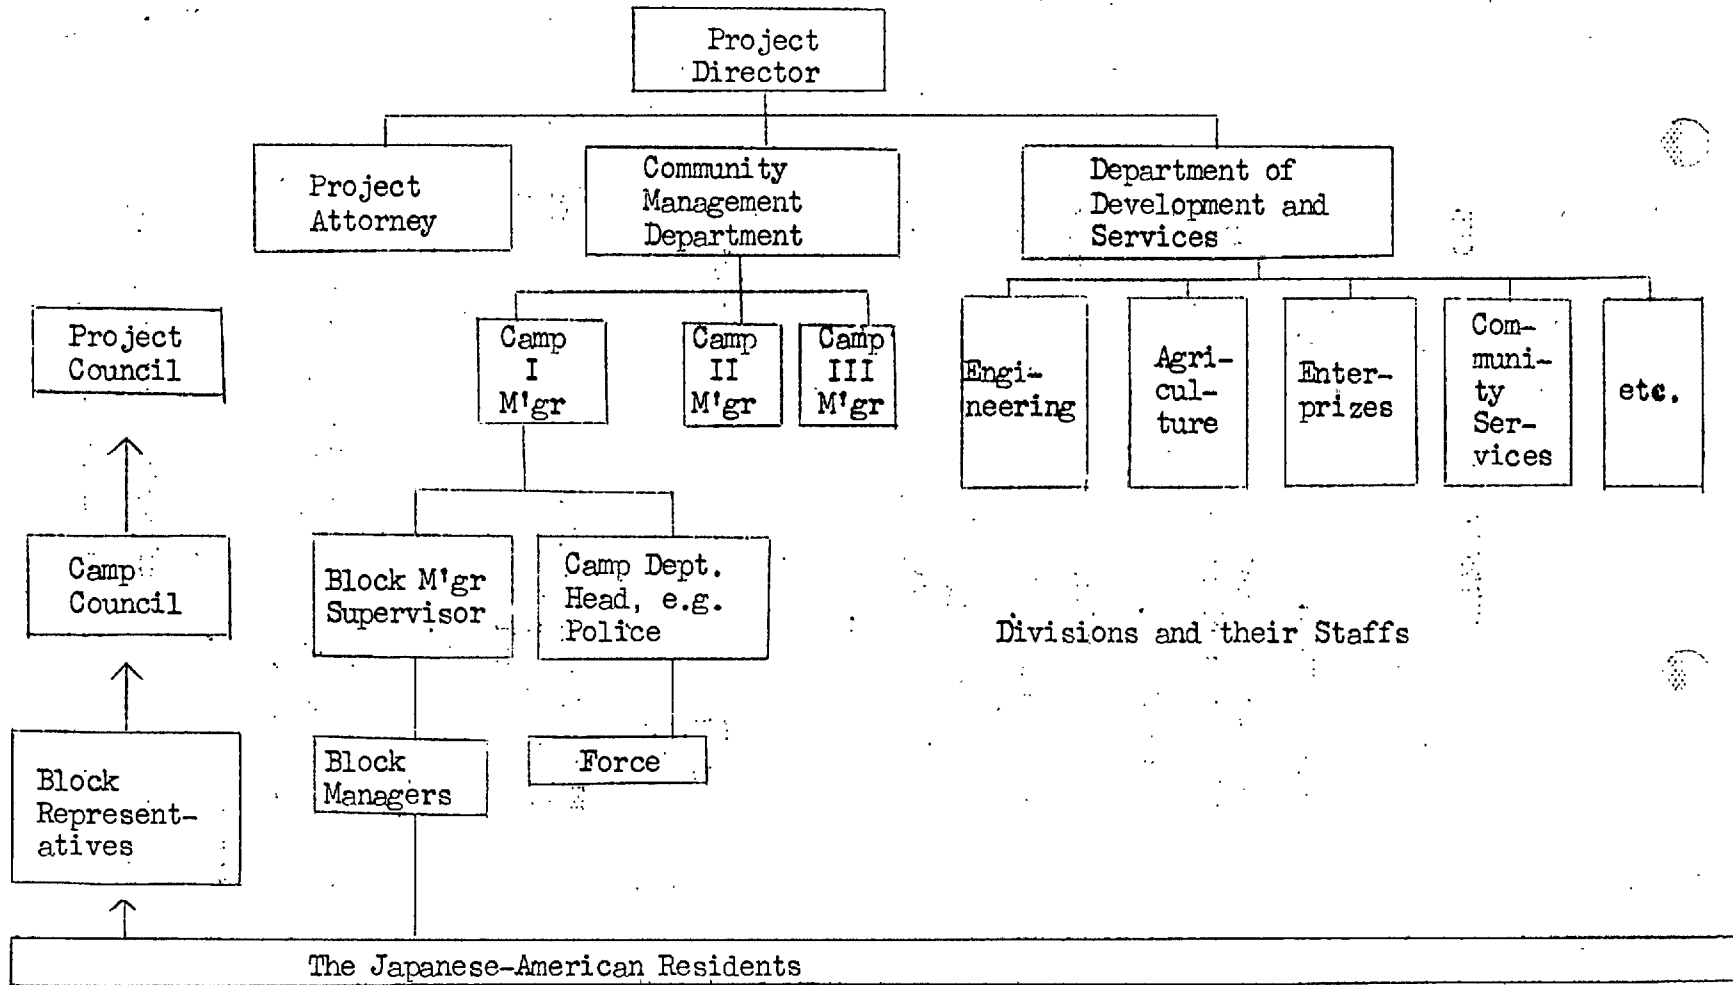 Project
Director
Project
Attorney
Community
Management
Department
Department of
Development and
Services
Project
Council
Camp
I
M'gr
Camp
II
M'gr
Camp
III
M'gr
Engi-
neering
Agri-
cul-
ture
Enter-
prizes
Com-
muni-
ty
Ser-
vices
etc.
Camp
Council
Block M'gr
Supervisor
Camp Dept.
Head, e.g.
Police
Divisions and their Staffs
Block
Represent-
atives
Block
Managers
Force
The Japanese-American Residents